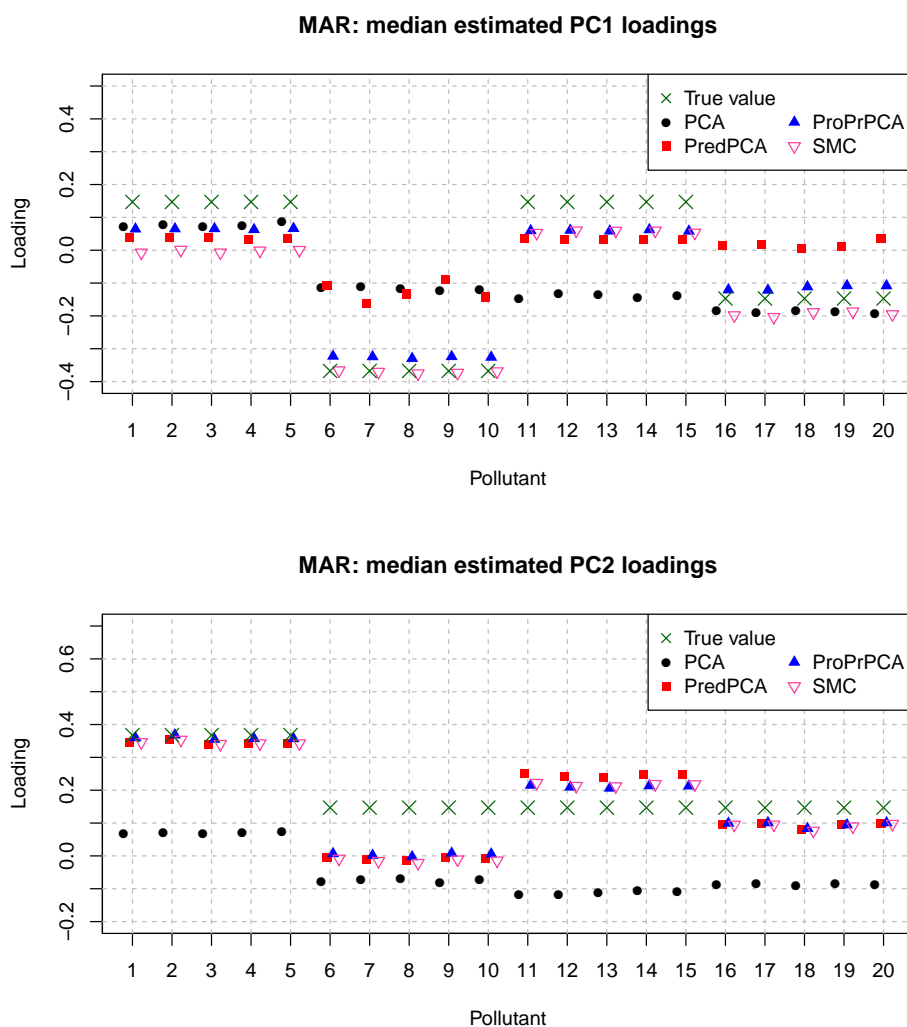 MAR: median estimated PC1 loadings
True value
PCA ProPrPCA
PredPCA SMC
Loading
0.4
0.2
0.0
−0.2
−0.4
1 2 3 4 5 6 7 8 9 10 11 12 13 14 15 16 17 18 19 20
Pollutant
MAR: median estimated PC2 loadings
True value
PCA ProPrPCA
PredPCA SMC
Loading
0.6
0.4
0.2
0.0
−0.2
1 2 3 4 5 6 7 8 9 10 11 12 13 14 15 16 17 18 19 20
Pollutant